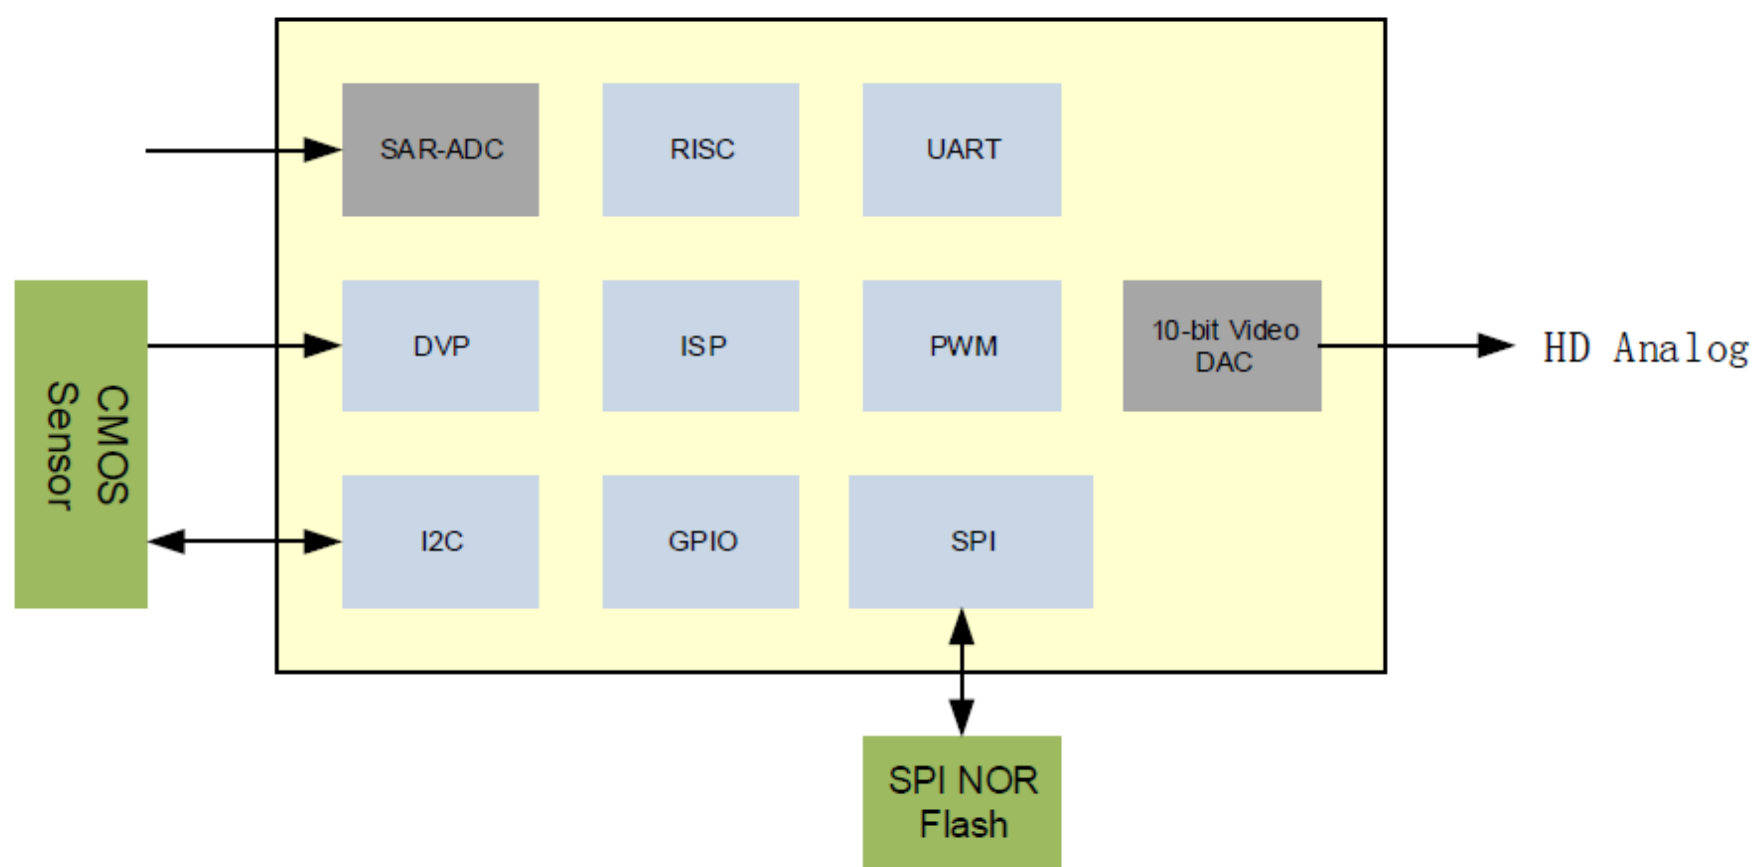 SAR-ADC
RISC
UART
CMOS
Sensor
DVP
ISP
PWM
10-bit Video
DAC
HD Analog
I2C
GPIO
SPI
SPI NOR
Flash